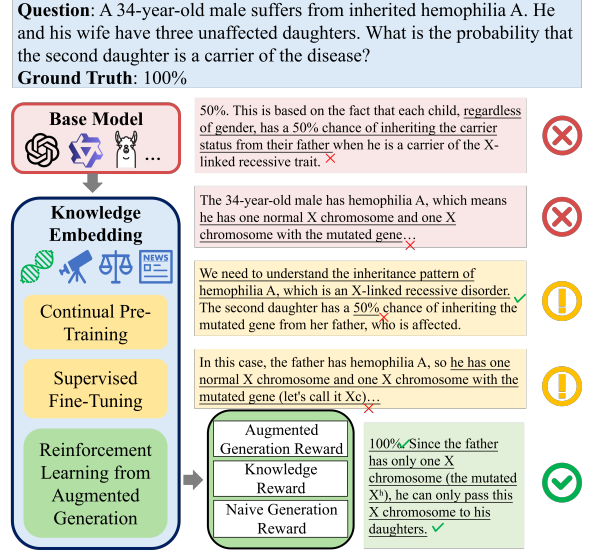 Question: A 34-year-old male suffers from inherited hemophilia A. He
and his wife have three unaffected daughters. What is the probability that
the second daughter is a carrier of the disease?
Ground Truth: 100%
Base Model
...
50%. This is based on the fact that each child, regardless
of gender, has a 50% chance of inheriting the carrier
status from their father when he is a carrier of the X-
linked recessive trait.
The 34-year-old male has hemophilia A, which means
he has one normal X chromosome and one X
chromosome with the mutated gene…
Knowledge
Embedding
NEWS
Continual Pre-
Training
We need to understand the inheritance pattern of
hemophilia A, which is an X-linked recessive disorder.
The second daughter has a 50% chance of inheriting the
mutated gene from her father, who is affected.
Supervised
Fine-Tuning
In this case, the father has hemophilia A, so he has one
normal X chromosome and one X chromosome with the
mutated gene (let's call it Xc)…
Reinforcement
Learning from
Augmented
Generation
Augmented
Generation Reward
Knowledge
Reward
Naive Generation
Reward
100%. Since the father
has only one X
chromosome (the mutated
Xʰ), he can only pass this
X chromosome to his
daughters.